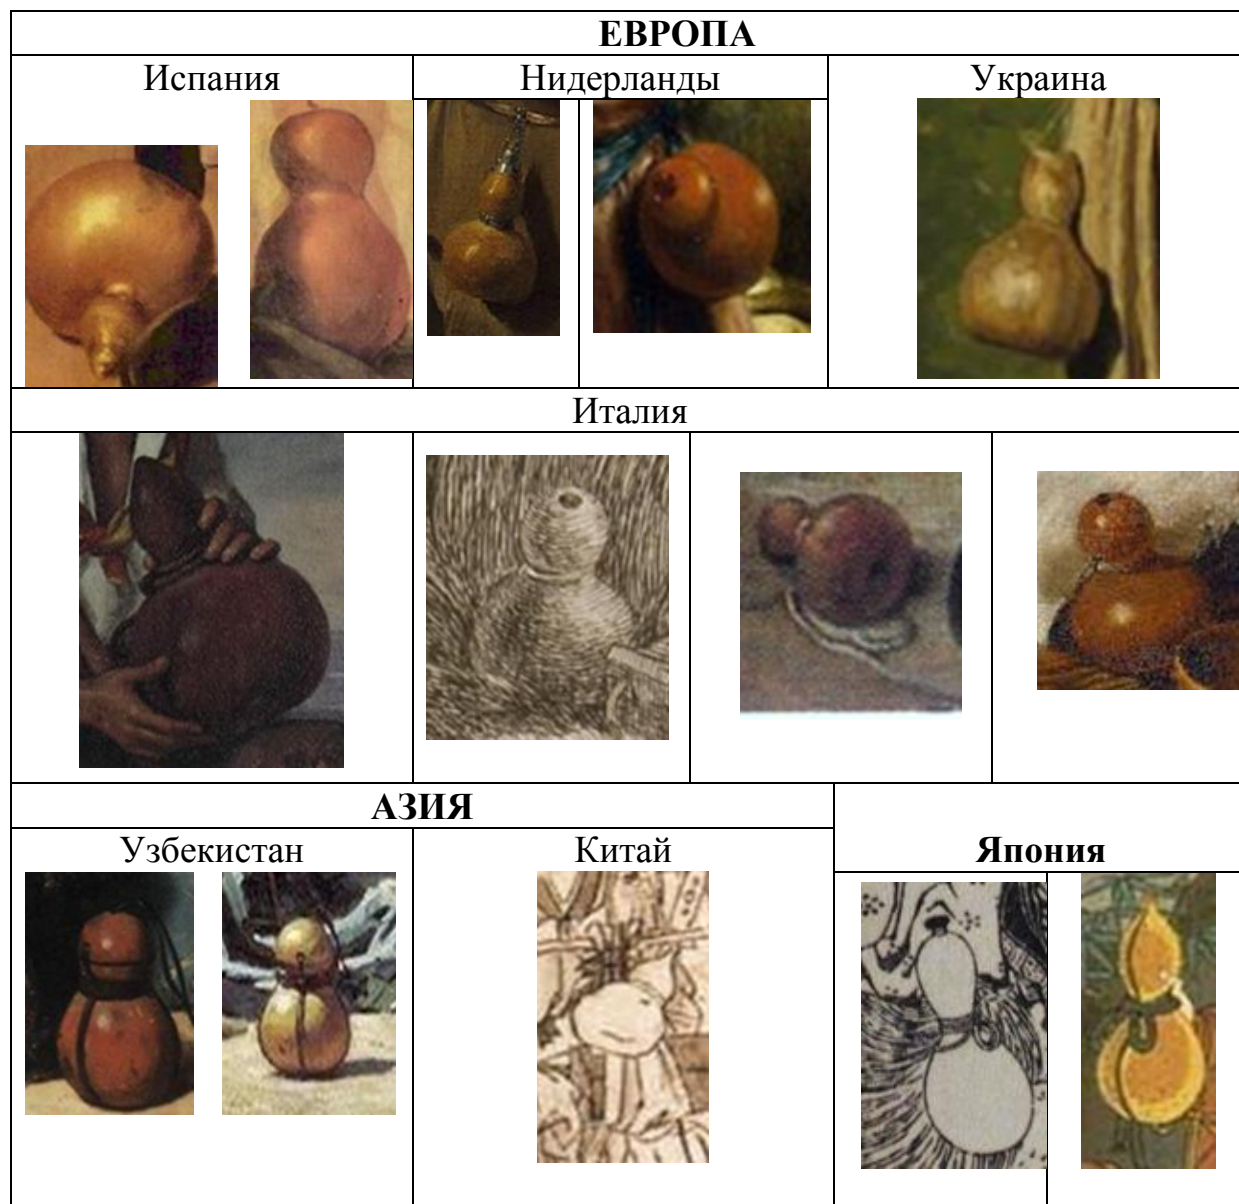 ЕВРОПА
Испания
Нидерланды
Украина
Италия
АЗИЯ
Узбекистан
Китай
Япония